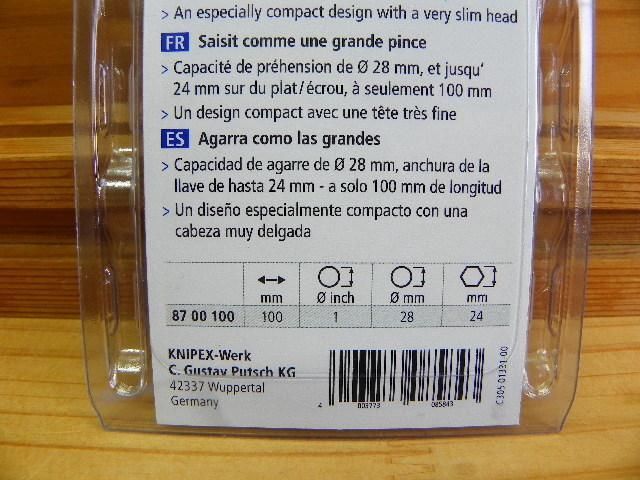 > An especially compact design with a very slim head
FR Saisit comme une grande pince
> Capacité de préhension de Ø 28 mm, et jusqu'
24 mm sur du plat/écrou, à seulement 100 mm
> Un design compact avec une tête très fine
ES Agarra como las grandes
> Capacidad de agarre de Ø 28 mm, anchura de la
llave de hasta 24 mm - a solo 100 mm de longitud
> Un diseño especialmente compacto con una
cabeza muy delgada
mm Ø inch Ø mm mm
87 00 100 100 1 28 24
KNIPEX-Werk
C. Gustav Putsch KG
42337 Wuppertal
Germany
4 003773 085843